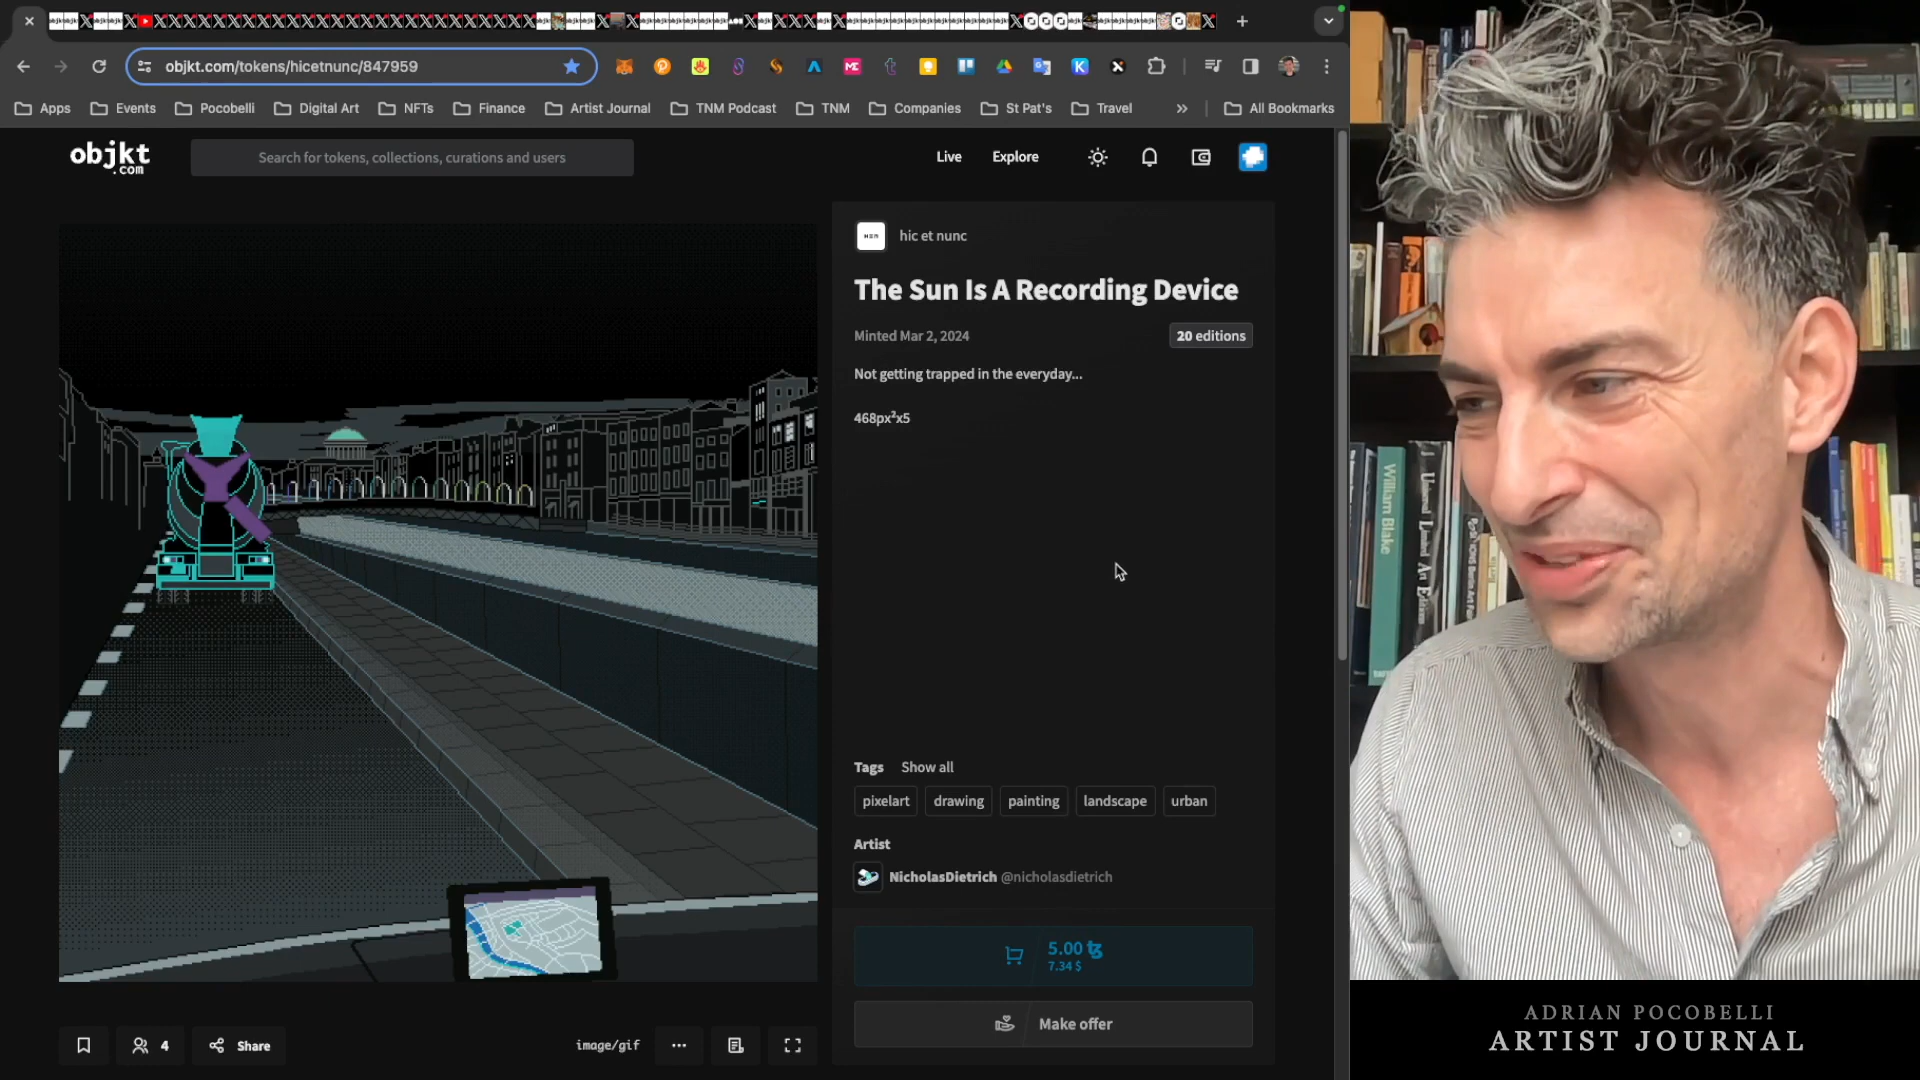 objkt.com/tokens/hicetnunc/847959
Apps
Events
Pocobelli
Digital Art
NFTs
Finance
Artist Journal
TNM Podcast
TNM
Companies
St Pat's
Travel
»
All Bookmarks
objkt
.com
Search for tokens, collections, curations and users
Live
Explore
hic et nunc
The Sun Is A Recording Device
Minted Mar 2, 2024
20 editions
Not getting trapped in the everyday...
468px²x5
Tags
Show all
pixelart
drawing
painting
landscape
urban
Artist
NicholasDietrich @nicholasdietrich
5.00 ꜩ
7.34 $
Make offer
4
Share
image/gif
William Blake
ADRIAN POCOBELLI
ARTIST JOURNAL